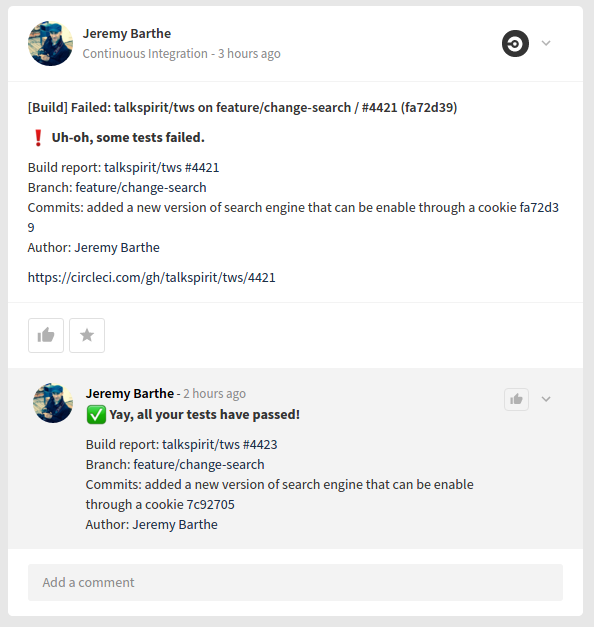 Jeremy Barthe
Continuous Integration - 3 hours ago
[Build] Failed: talkspirit/tws on feature/change-search / #4421 (fa72d39)
❗ Uh-oh, some tests failed.
Build report: talkspirit/tws #4421
Branch: feature/change-search
Commits: added a new version of search engine that can be enable through a cookie fa72d3
9
Author: Jeremy Barthe
https://circleci.com/gh/talkspirit/tws/4421
Jeremy Barthe - 2 hours ago
✅ Yay, all your tests have passed!
Build report: talkspirit/tws #4423
Branch: feature/change-search
Commits: added a new version of search engine that can be enable
through a cookie 7c92705
Author: Jeremy Barthe
Add a comment